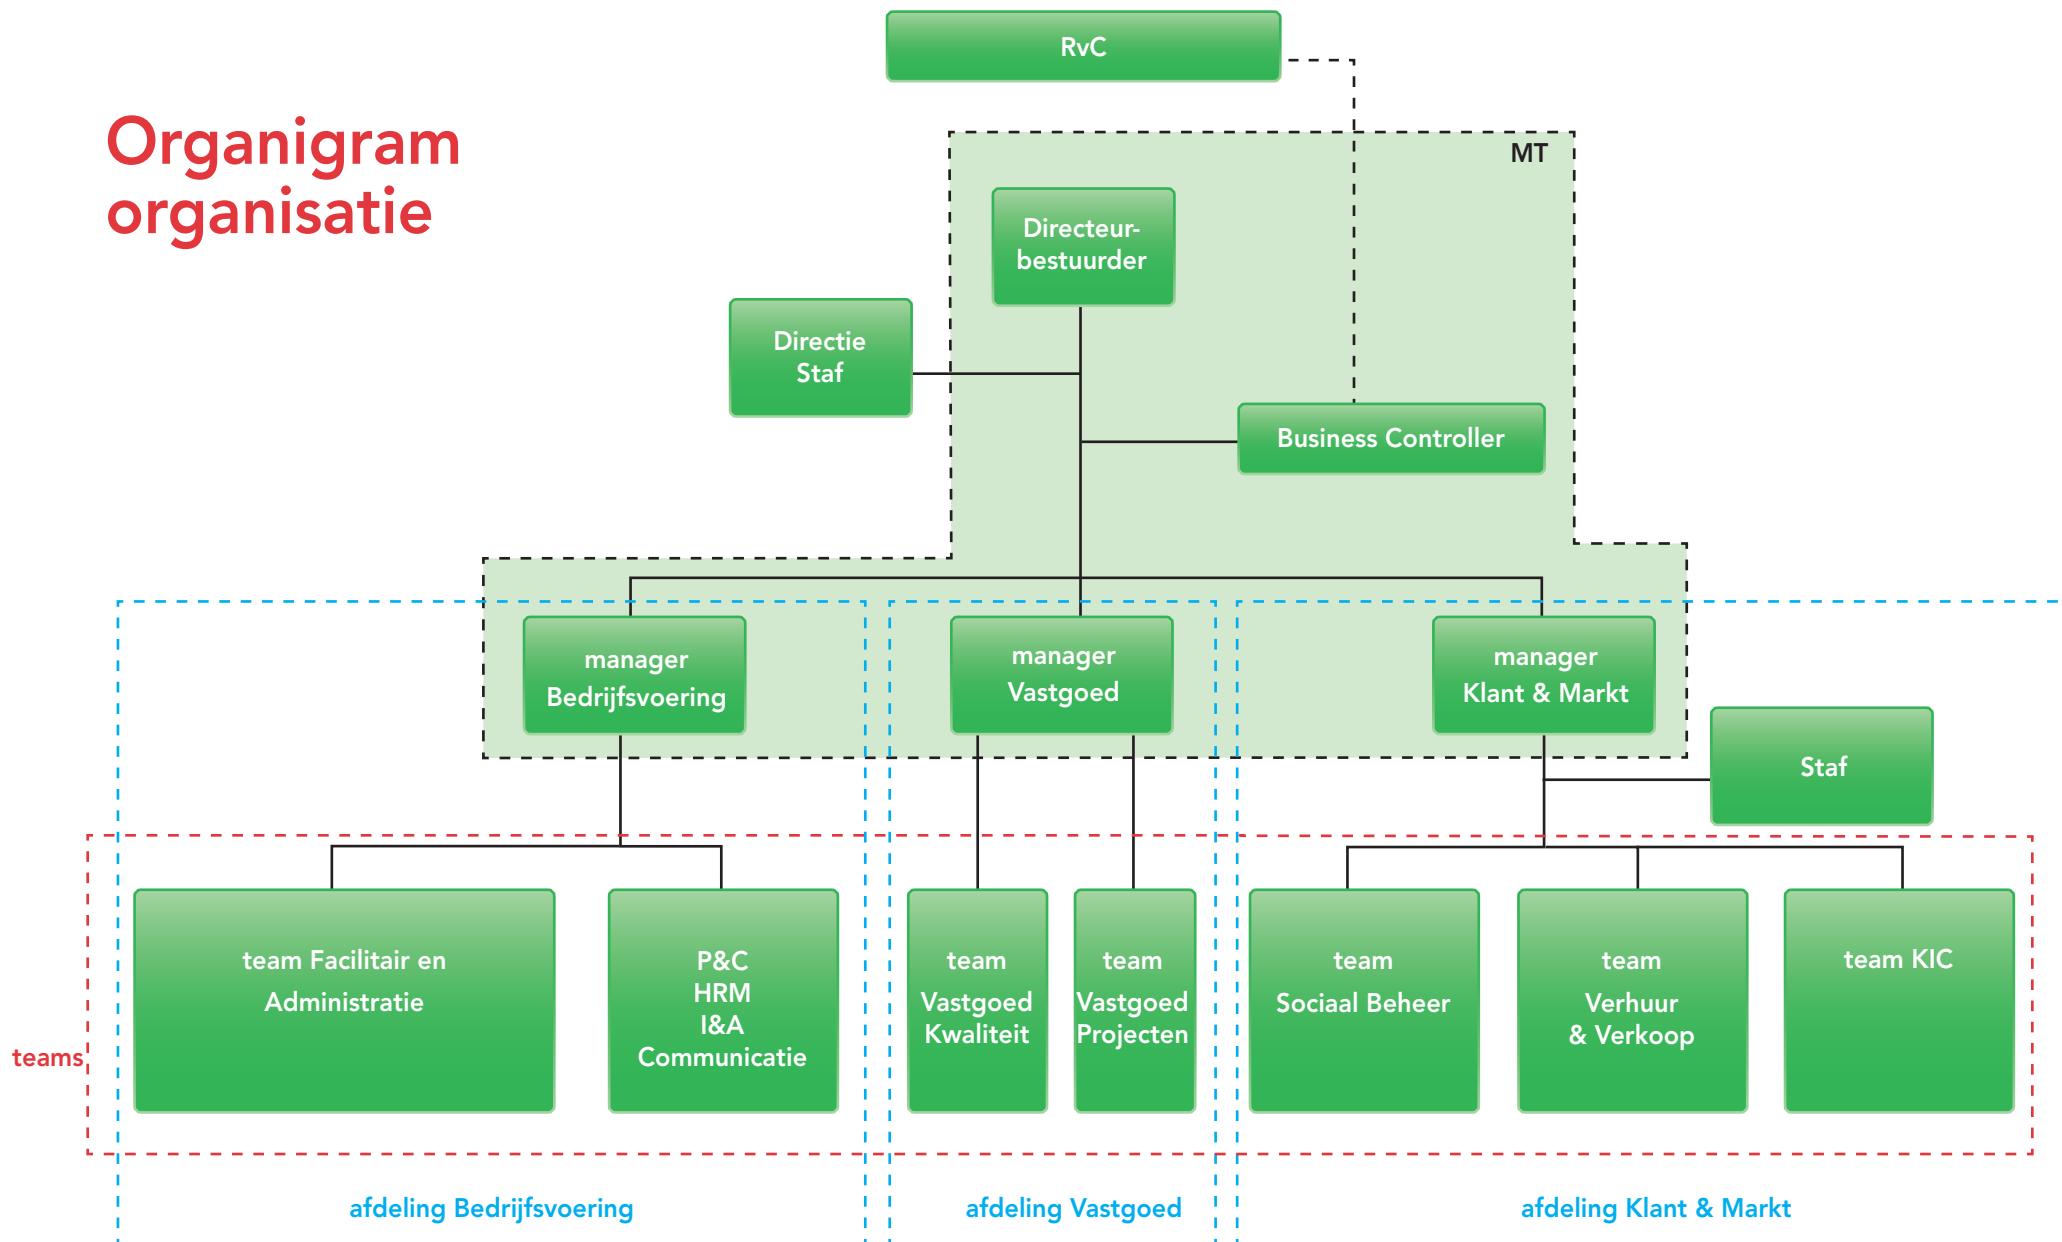 RvC
Organigram
organisatie
MT
Directeur-
bestuurder
Directie
Staf
Business Controller
manager
Bedrijfsvoering
manager
Vastgoed
manager
Klant & Markt
Staf
team Facilitair en
Administratie
P&C
HRM
I&A
Communicatie
team
Vastgoed
Kwaliteit
team
Vastgoed
Projecten
team
Sociaal Beheer
team
Verhuur
& Verkoop
team KIC
teams
afdeling Bedrijfsvoering
afdeling Vastgoed
afdeling Klant & Markt